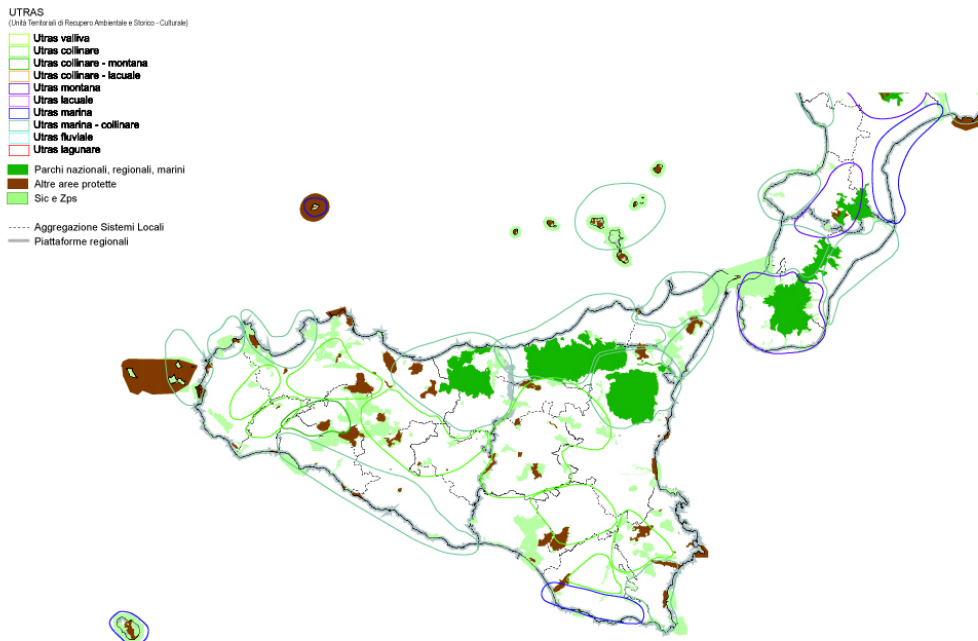 UTRAS
(Unità Territoriali di Recupero Ambientale e Storico - Culturale)
Utras valliva
Utras collinare
Utras collinare - montana
Utras collinare - lacuale
Utras montana
Utras lacuale
Utras marina
Utras marina - collinare
Utras fluviale
Utras lagunare
Parchi nazionali, regionali, marini
Altre aree protette
Sic e Zps
Aggregazione Sistemi Locali
Piattaforme regionali